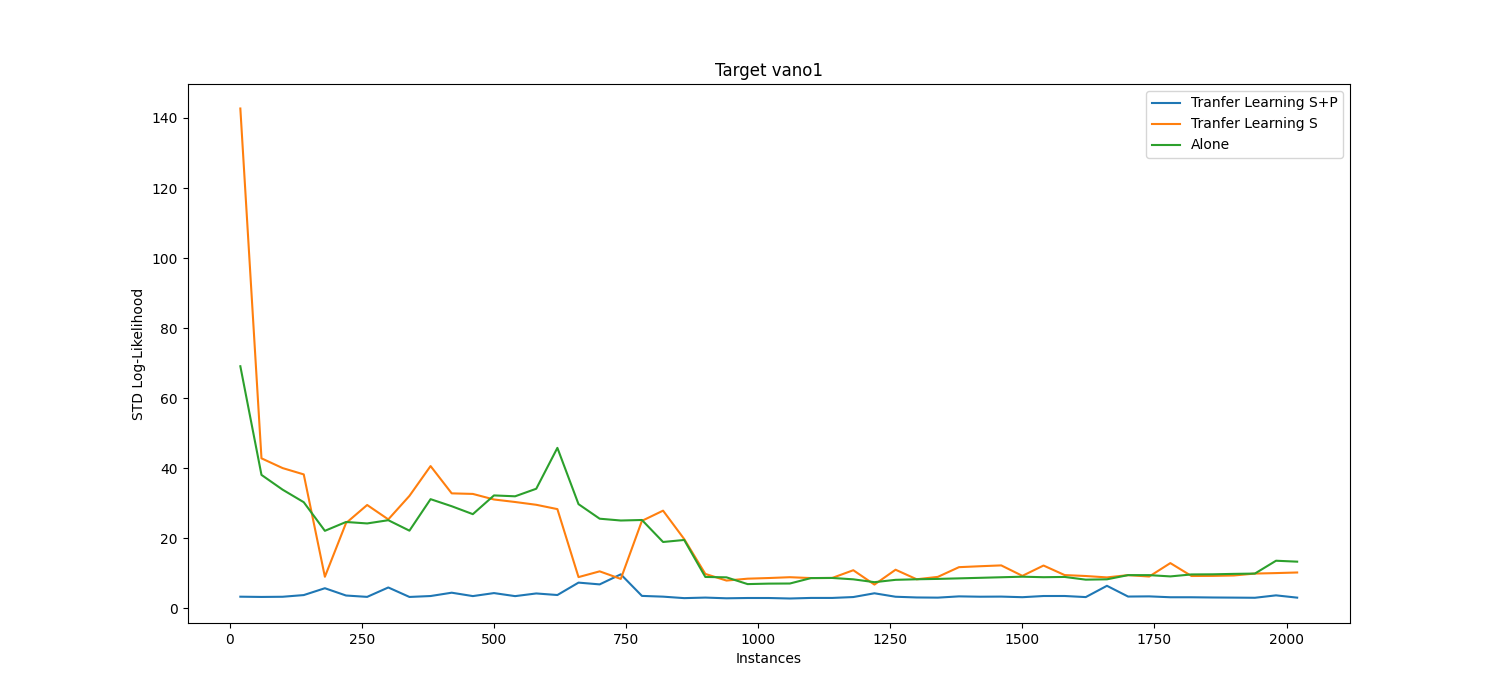 Target vano1
Tranfer Learning S+P
Tranfer Learning S
Alone
STD Log-Likelihood
140
120
100
80
60
40
20
0
0 250 500 750 1000 1250 1500 1750 2000
Instances